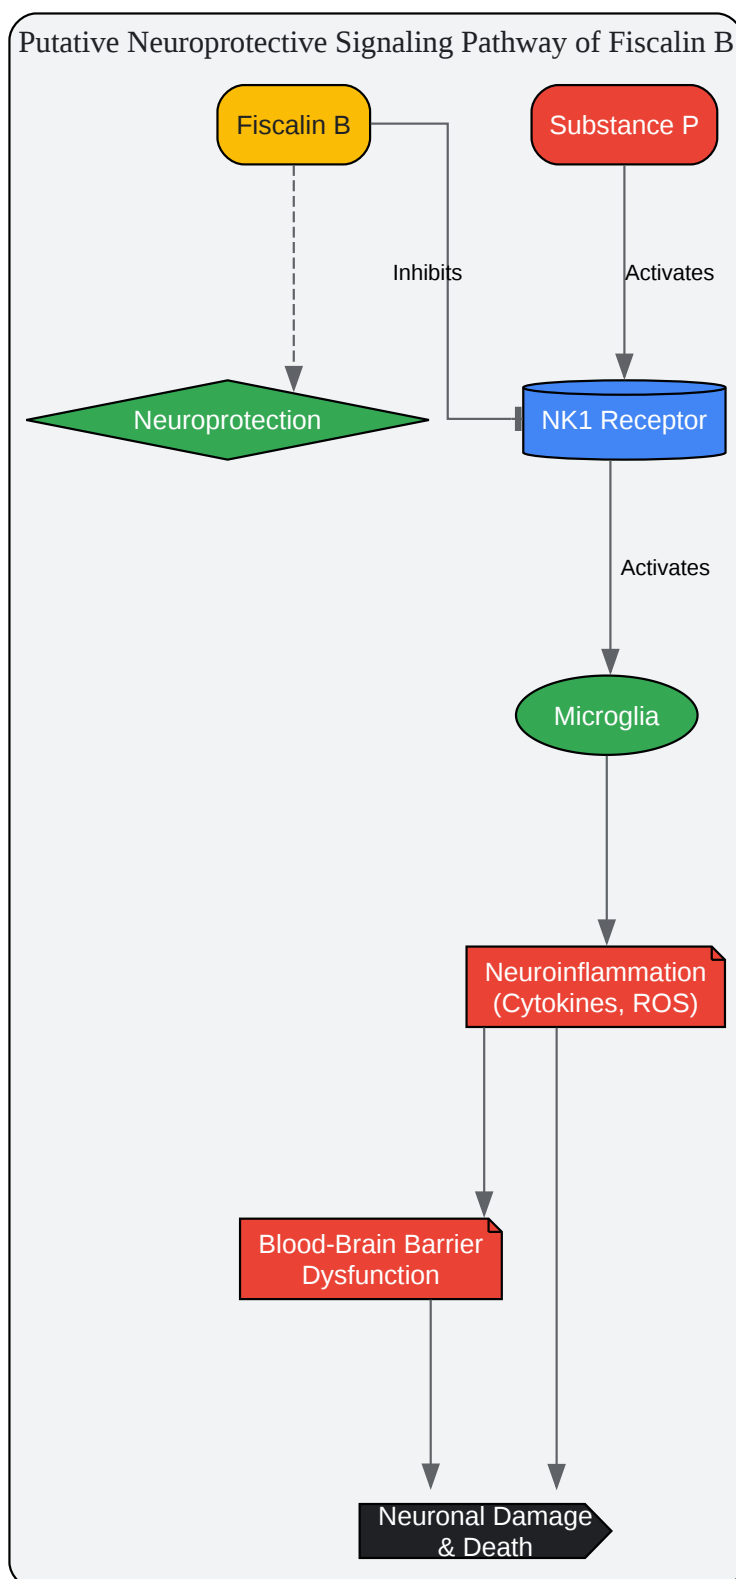 Putative Neuroprotective Signaling Pathway of Fiscalin B
Fiscalin B
Substance P
Inhibits
Activates
Neuroprotection
NK1 Receptor
Activates
Microglia
Neuroinflammation
(Cytokines, ROS)
Blood-Brain Barrier
Dysfunction
Neuronal Damage
& Death